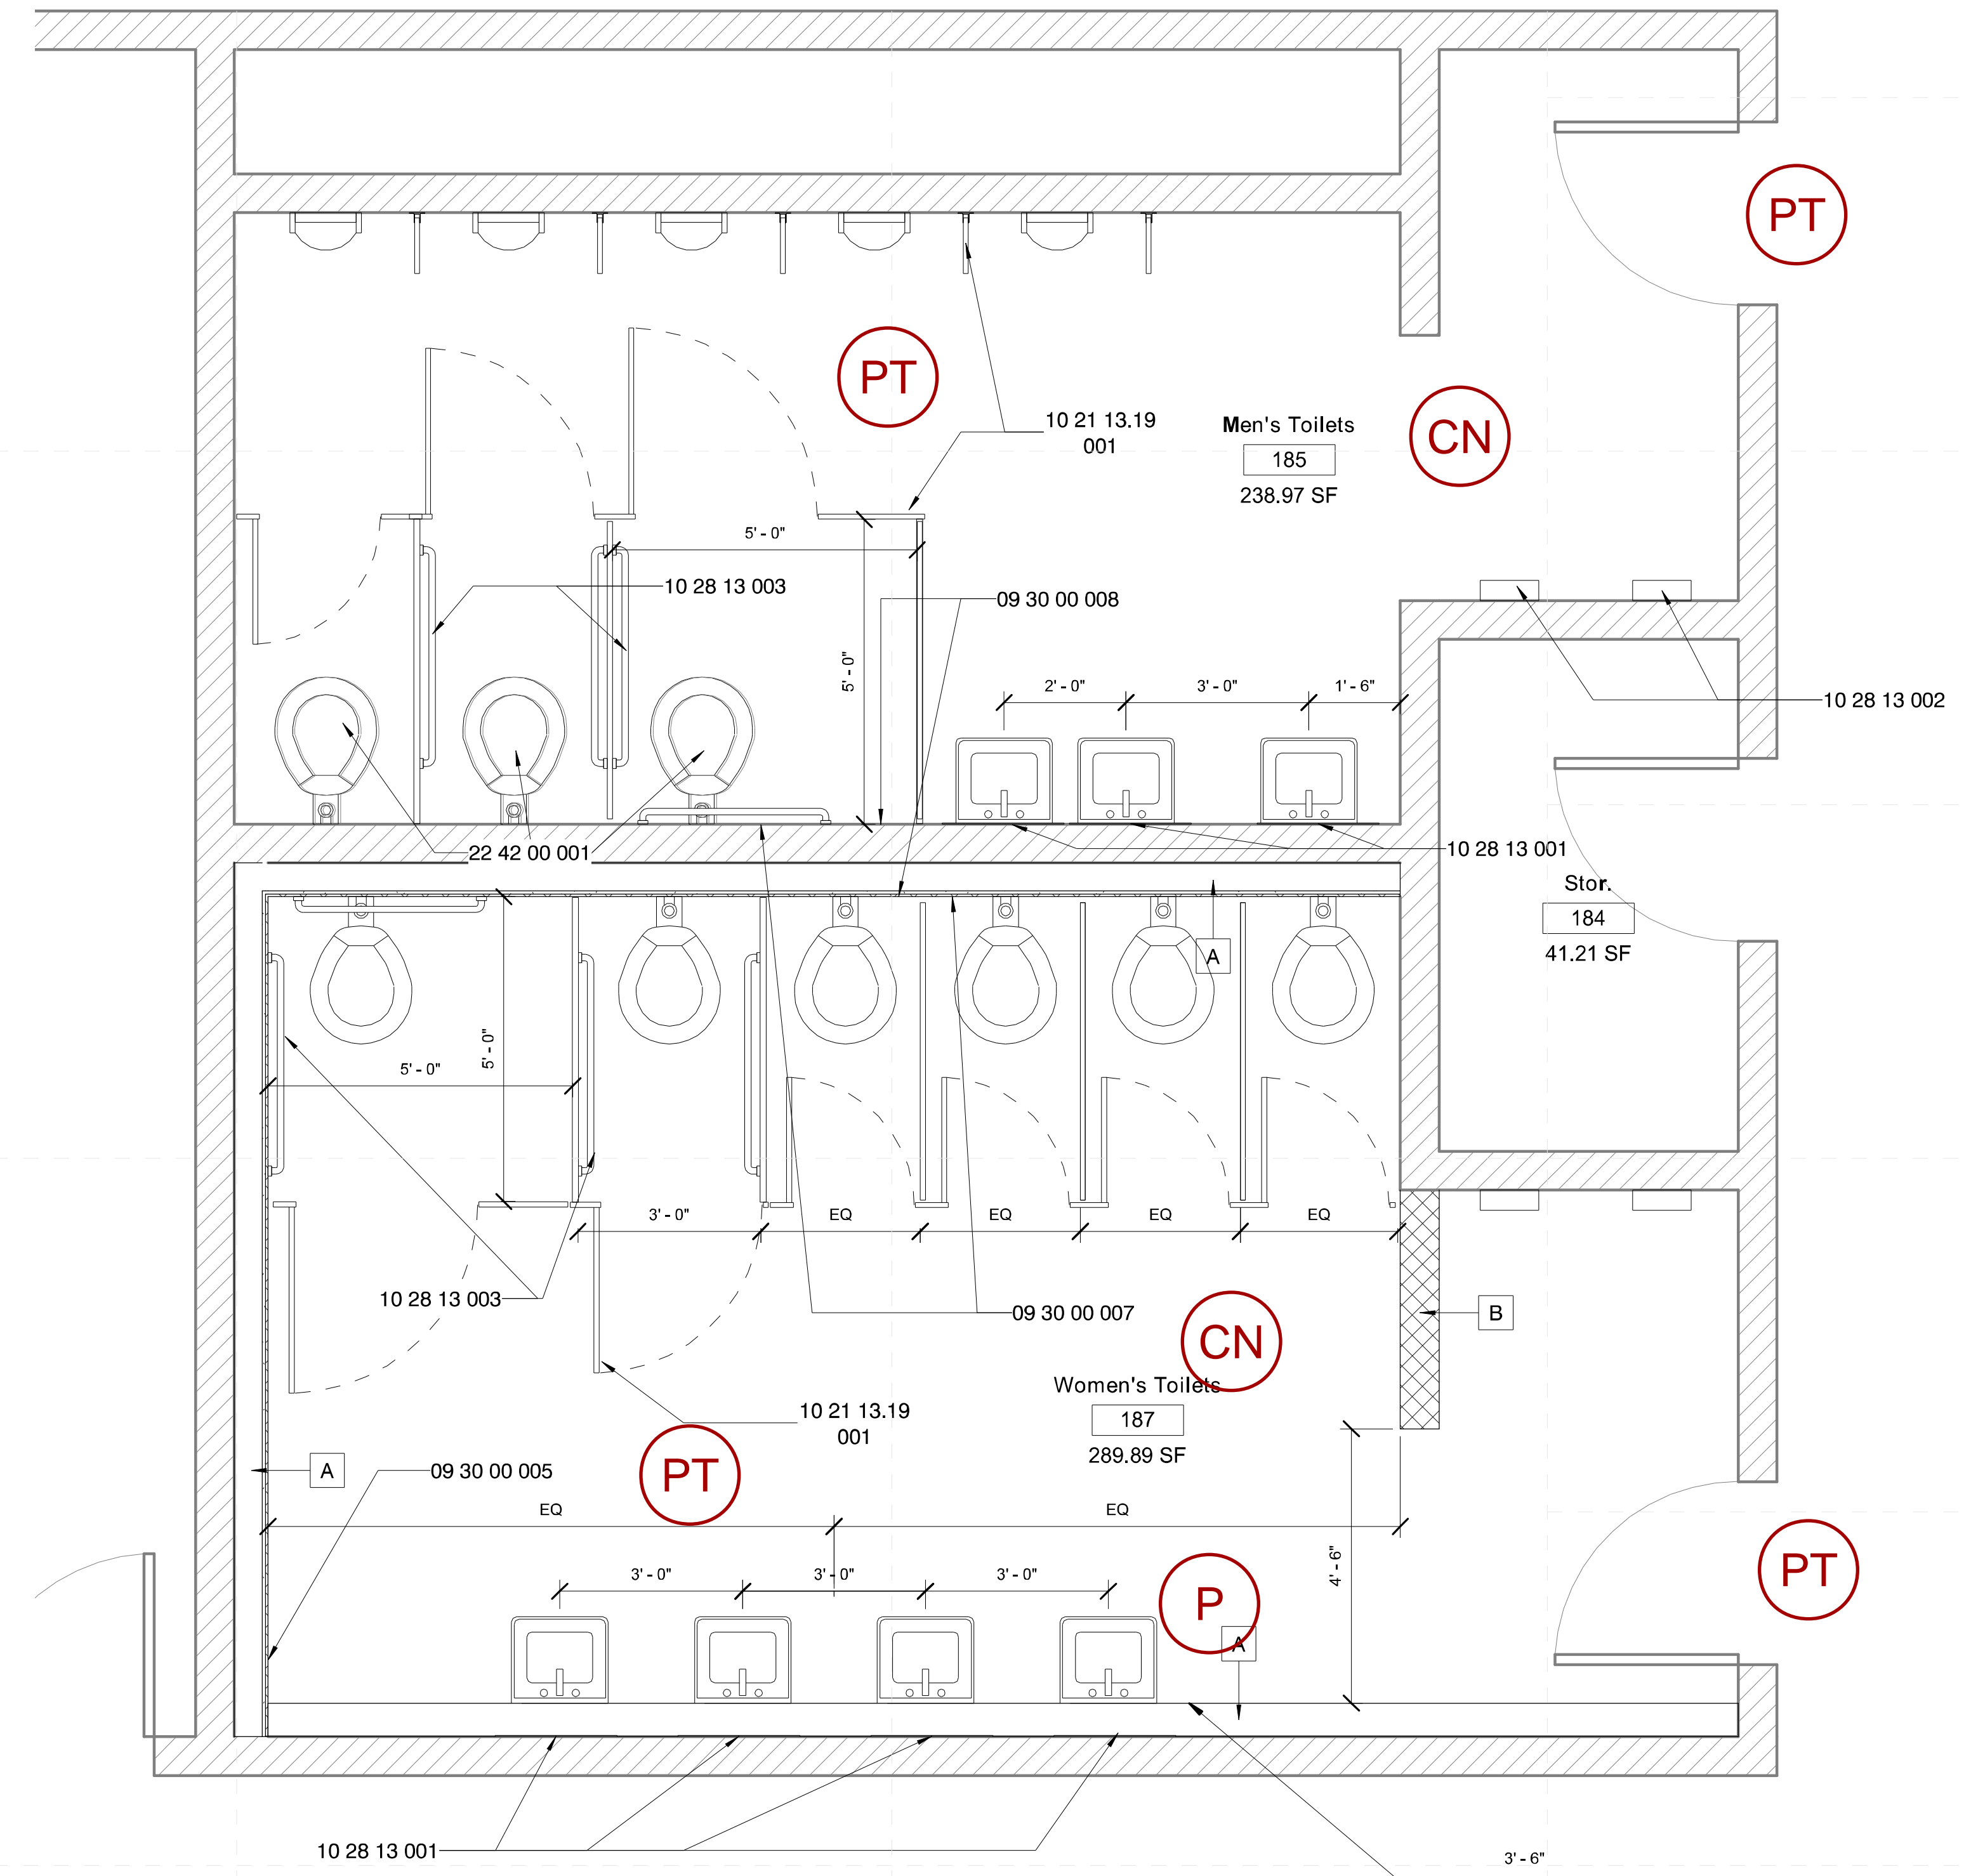 PT
PT
10 21 13.19
001
Men's Toilets
185
238.97 SF
CN
5' - 0"
10 28 13 003
09 30 00 008
5' - 0"
2' - 0"
3' - 0"
1' - 6"
10 28 13 002
22 42 00 001
10 28 13 001
Stor.
184
41.21 SF
A
5' - 0"
5' - 0"
3' - 0"
EQ
EQ
EQ
EQ
10 28 13 003
09 30 00 007
CN
B
Women's Toilets
187
289.89 SF
10 21 13.19
001
PT
A
09 30 00 005
EQ
EQ
3' - 0"
3' - 0"
3' - 0"
4' - 6"
P
A
PT
10 28 13 001
3' - 6"